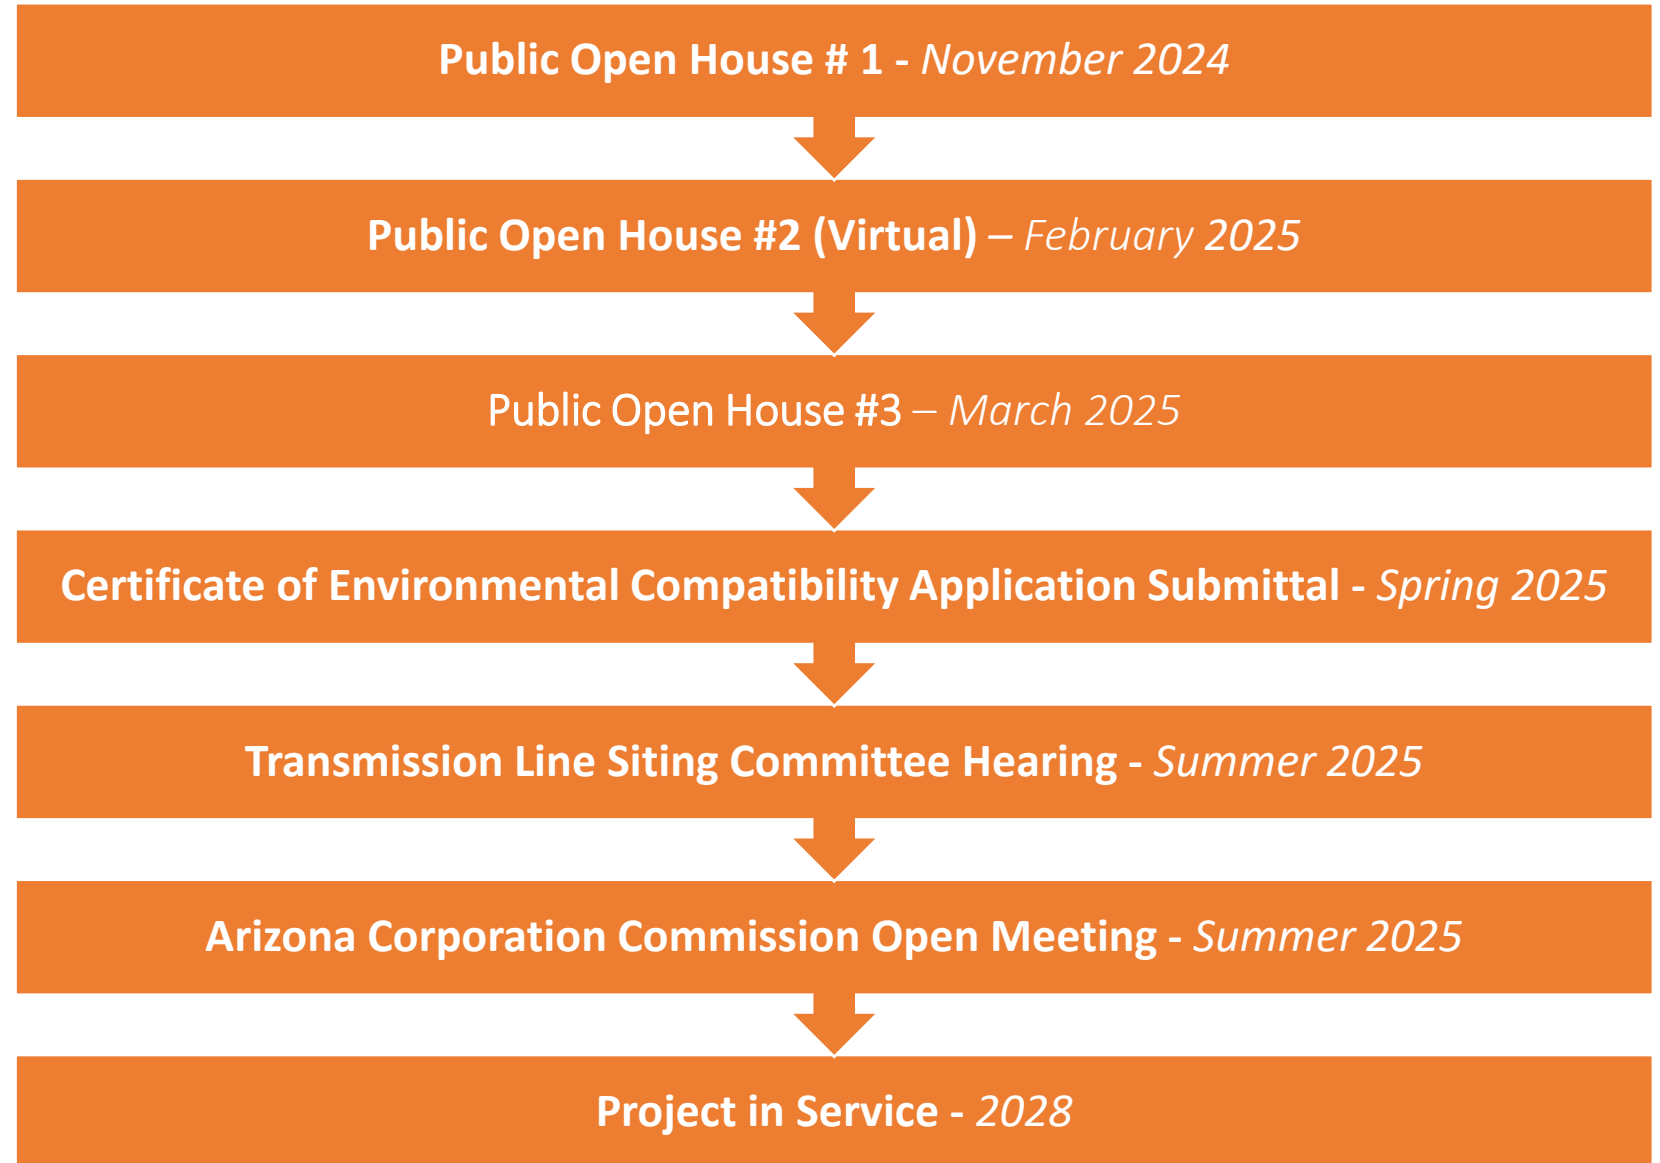 Public Open House # 1 - November 2024
Public Open House #2 (Virtual) – February 2025
Public Open House #3 – March 2025
Certificate of Environmental Compatibility Application Submittal - Spring 2025
Transmission Line Siting Committee Hearing - Summer 2025
Arizona Corporation Commission Open Meeting - Summer 2025
Project in Service - 2028